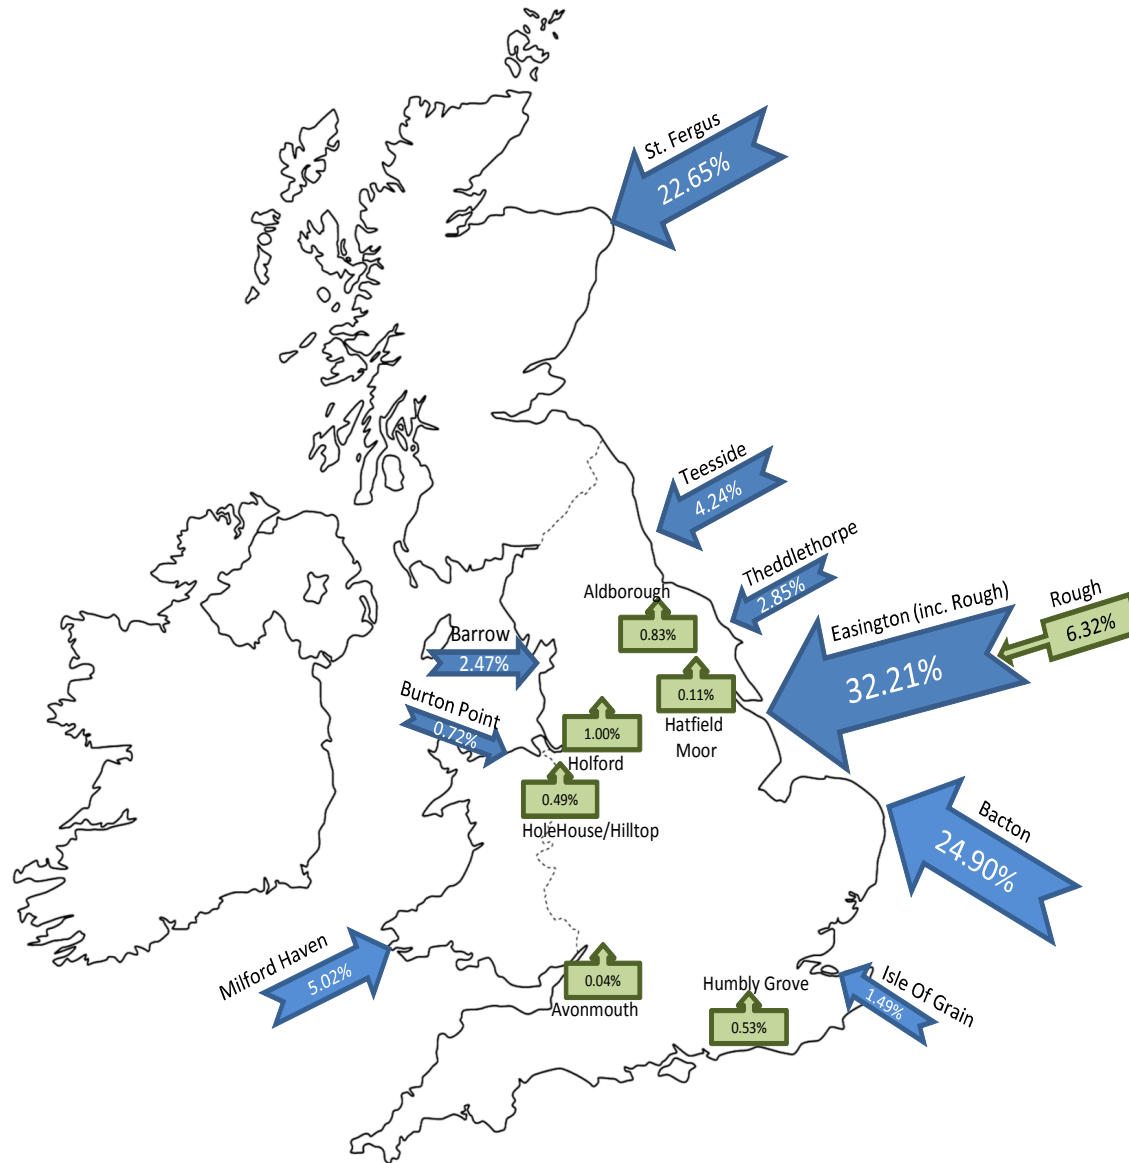 St. Fergus
22.65%
Teesside
4.24%
Theddlethorpe
2.85%
Aldborough
0.83%
Easington (inc. Rough)
32.21%
Rough
6.32%
Barrow
2.47%
0.11%
Hatfield
Moor
Burton Point
0.72%
1.00%
Holford
0.49%
HoleHouse/Hilltop
Bacton
24.90%
Milford Haven
5.02%
0.04%
Avonmouth
Humbly Grove
0.53%
Isle Of Grain
1.49%